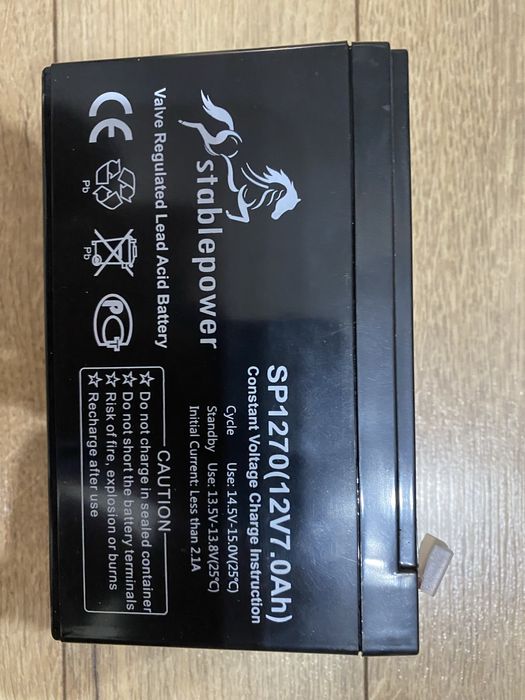 stablepower
Valve Regulated Lead Acid Battery
CE
Pb
Pb
РСТ
SP1270(12V7.0Ah)
Constant Voltage Charge Instruction
Cycle Use: 14.5V-15.0V(25℃)
Standby Use: 13.5V-13.8V(25℃)
Initial Current: Less than 2.1A
CAUTION
☆ Do not charge in sealed container
☆ Do not short the battery terminals
☆ Risk of fire, explosion or burns
☆ Recharge after use